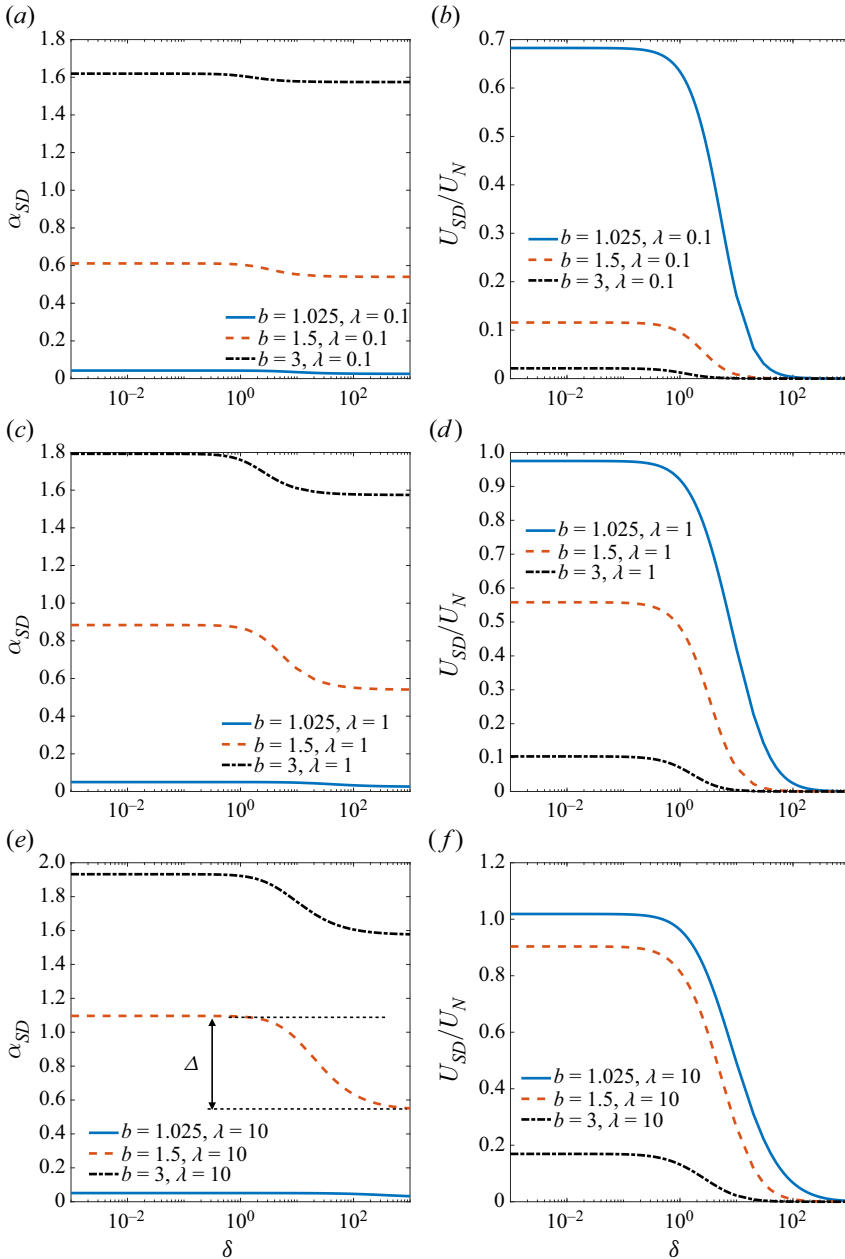 (a)
1.8
1.6
1.4
1.2
1.0
0.8
0.6
0.4
0.2
0
α_SD
b = 1.025, λ = 0.1
b = 1.5, λ = 0.1
b = 3, λ = 0.1
10^−2
10^0
10^2
(b)
0.7
0.6
0.5
0.4
0.3
0.2
0.1
0
U_SD/U_N
b = 1.025, λ = 0.1
b = 1.5, λ = 0.1
b = 3, λ = 0.1
10^−2
10^0
10^2
(c)
1.8
1.6
1.4
1.2
1.0
0.8
0.6
0.4
0.2
0
α_SD
b = 1.025, λ = 1
b = 1.5, λ = 1
b = 3, λ = 1
10^−2
10^0
10^2
(d)
1.0
0.9
0.8
0.7
0.6
0.5
0.4
0.3
0.2
0.1
0
U_SD/U_N
b = 1.025, λ = 1
b = 1.5, λ = 1
b = 3, λ = 1
10^−2
10^0
10^2
(e)
2.0
1.8
1.6
1.4
1.2
1.0
0.8
0.6
0.4
0.2
0
α_SD
Δ
b = 1.025, λ = 10
b = 1.5, λ = 10
b = 3, λ = 10
10^−2
10^0
10^2
δ
(f)
1.2
1.0
0.8
0.6
0.4
0.2
0
U_SD/U_N
b = 1.025, λ = 10
b = 1.5, λ = 10
b = 3, λ = 10
10^−2
10^0
10^2
δ